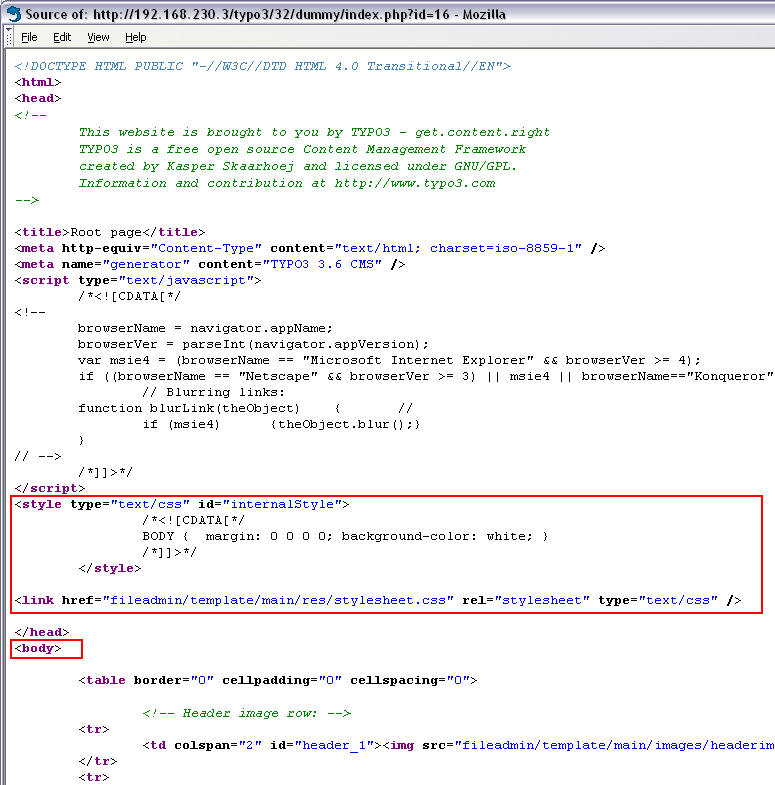 Source of: http://192.168.230.3/typo3/32/dummy/index.php?id=16 - Mozilla
File Edit View Help
<!DOCTYPE HTML PUBLIC "-//W3C//DTD HTML 4.0 Transitional//EN">
<html>
<head>
<!--
This website is brought to you by TYPO3 - get.content.right
TYPO3 is a free open source Content Management Framework
created by Kasper Skaarhoej and licensed under GNU/GPL.
Information and contribution at http://www.typo3.com
-->
<title>Root page</title>
<meta http-equiv="Content-Type" content="text/html; charset=iso-8859-1" />
<meta name="generator" content="TYPO3 3.6 CMS" />
<script type="text/javascript">
/*<![CDATA[*/
<!--
browserName = navigator.appName;
browserVer = parseInt(navigator.appVersion);
var msie4 = (browserName == "Microsoft Internet Explorer" && browserVer >= 4);
if ((browserName == "Netscape" && browserVer >= 3) || msie4 || browserName=="Konqueror"
// Blurring links:
function blurLink(theObject) { //
if (msie4) {theObject.blur();}
}
// -->
/*]]>*/
</script>
<style type="text/css" id="internalStyle">
/*<![CDATA[*/
BODY { margin: 0 0 0 0; background-color: white; }
/*]]>*/
</style>
<link href="fileadmin/template/main/res/stylesheet.css" rel="stylesheet" type="text/css" />
</head>
<body>
<table border="0" cellpadding="0" cellspacing="0">
<!-- Header image row: -->
<tr>
<td colspan="2" id="header_1"><img src="fileadmin/template/main/images/headerim
</tr>
<tr>